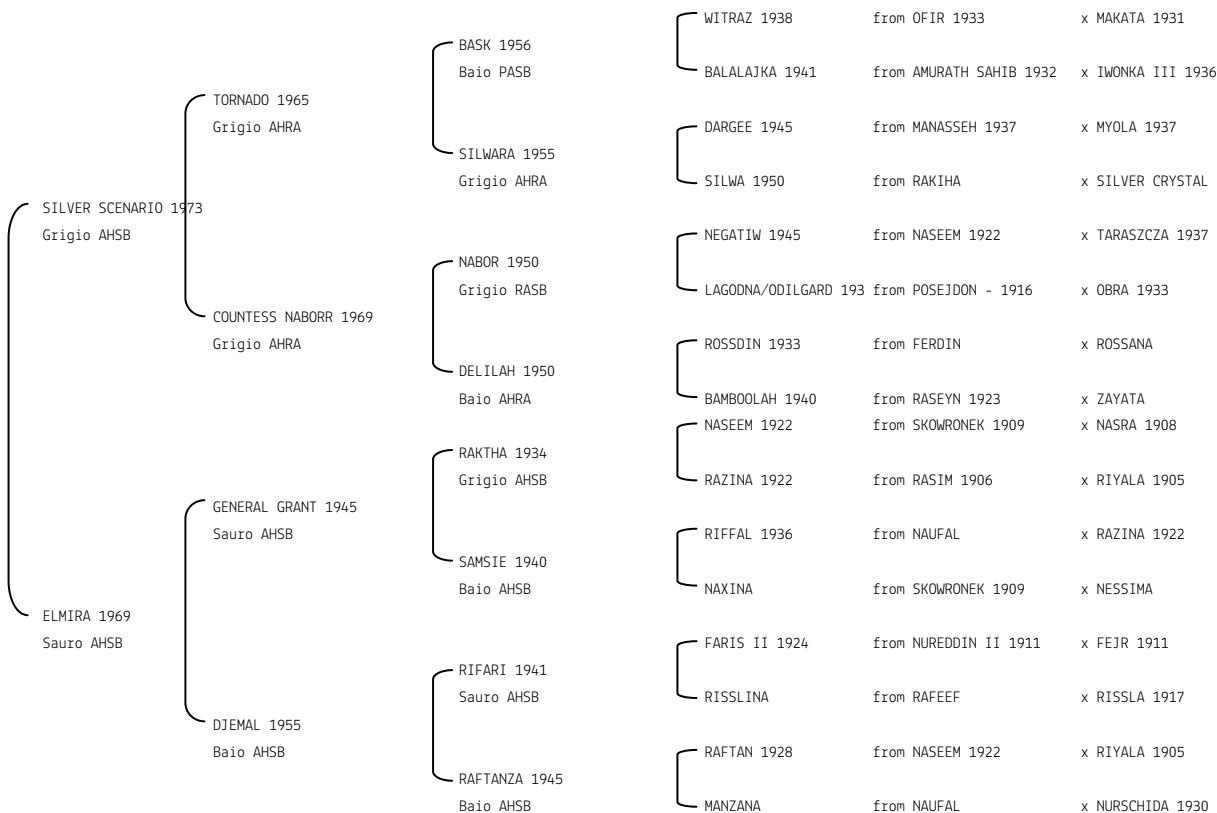 WITRAZ 1938 from OFIR 1933 x MAKATA 1931
BASK 1956
Baio PASB
BALALAJKA 1941 from AMURATH SAHIB 1932 x IWONKA III 1936
TORNADO 1965
Grigio AHRA
DARGEE 1945 from MANASSEH 1937 x MYOLA 1937
SILWARA 1955
Grigio AHRA
SILWA 1950 from RAKIHA x SILVER CRYSTAL
SILVER SCENARIO 1973
Grigio AHSB
NEGATIW 1945 from NASEEM 1922 x TARASZCZA 1937
NABOR 1950
Grigio RASB
LAGODNA/ODILGARD 193 from POSEJDON - 1916 x OBRA 1933
COUNTESS NABORR 1969
Grigio AHRA
ROSSDIN 1933 from FERDIN x ROSSANA
DELILAH 1950
Baio AHRA
BAMBOOLAH 1940 from RASEYN 1923 x ZAYATA
NASEEM 1922 from SKOWRONEK 1909 x NASRA 1908
RAKTHA 1934
Grigio AHSB
RAZINA 1922 from RASIM 1906 x RIYALA 1905
GENERAL GRANT 1945
Sauro AHSB
RIFFAL 1936 from NAUFAL x RAZINA 1922
SAMSIE 1940
Baio AHSB
NAXINA from SKOWRONEK 1909 x NESSIMA
ELMIRA 1969
Sauro AHSB
FARIS II 1924 from NUREDDIN II 1911 x FEJR 1911
RIFARI 1941
Sauro AHSB
RISSLINA from RAFEEF x RISSLA 1917
DJEMAL 1955
Baio AHSB
RAFTAN 1928 from NASEEM 1922 x RIYALA 1905
RAFTANZA 1945
Baio AHSB
MANZANA from NAUFAL x NURSCHIDA 1930